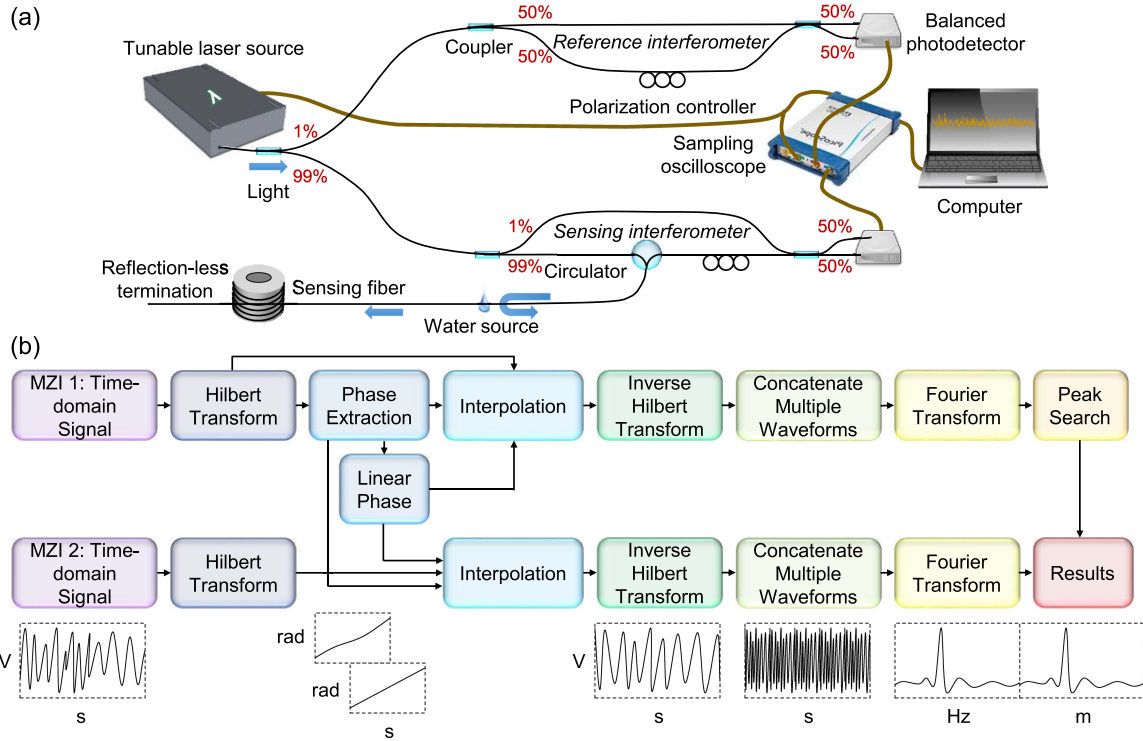 (a)
Tunable laser source
λ
50%
Coupler
50%
Reference interferometer
50%
50%
Balanced
photodetector
Polarization controller
1%
99%
Light
Sampling
oscilloscope
PicoScope
Computer
1%
Sensing interferometer
99%
Circulator
50%
50%
Reflection-less
termination
Sensing fiber
Water source
(b)
MZI 1: Time-
domain
Signal
Hilbert
Transform
Phase
Extraction
Interpolation
Inverse
Hilbert
Transform
Concatenate
Multiple
Waveforms
Fourier
Transform
Peak
Search
Linear
Phase
MZI 2: Time-
domain
Signal
Hilbert
Transform
Interpolation
Inverse
Hilbert
Transform
Concatenate
Multiple
Waveforms
Fourier
Transform
Results
V
s
rad
rad
s
V
s
s
Hz
m